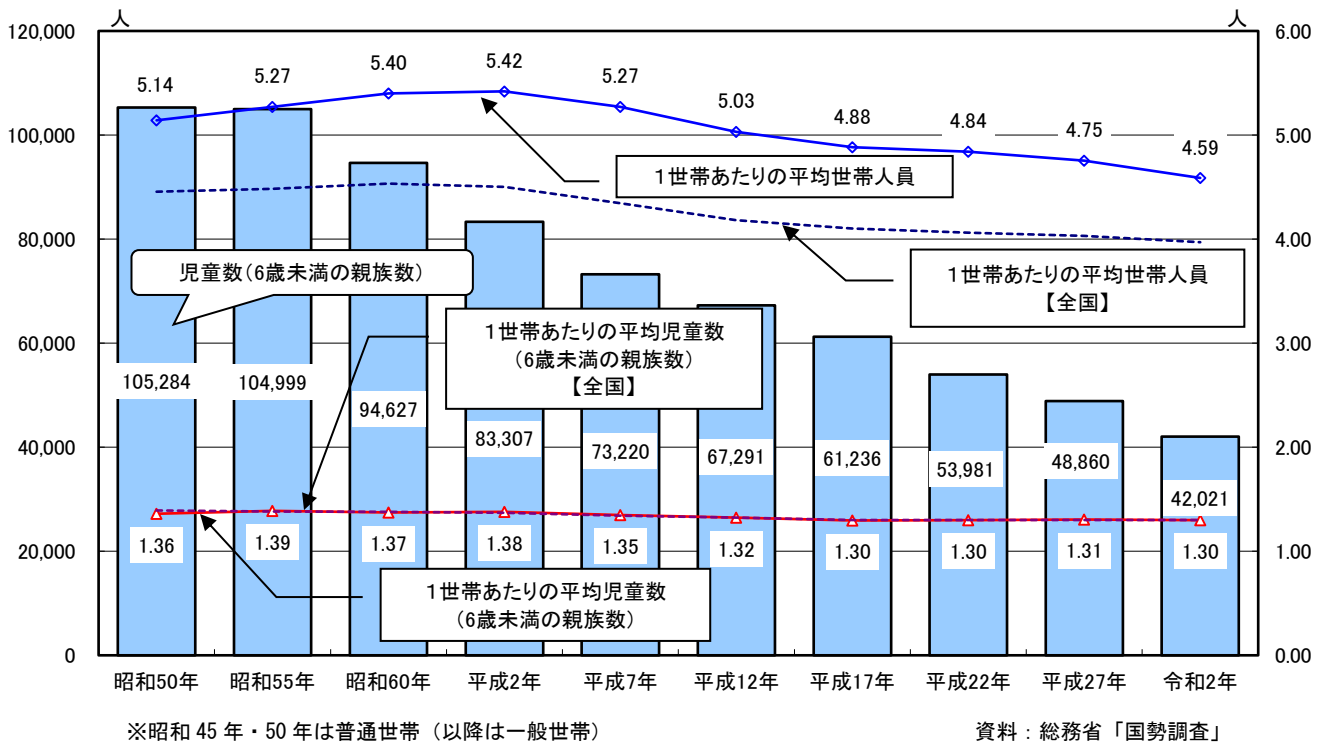 人 人
120,000 6.00
100,000 5.00
80,000 4.00
60,000 3.00
40,000 2.00
20,000 1.00
0 0.00
5.14 5.27 5.40 5.42 5.27 5.03 4.88 4.84 4.75 4.59
1世帯あたりの平均世帯人員
1世帯あたりの平均世帯人員
【全国】
児童数(6歳未満の親族数)
1世帯あたりの平均児童数
(6歳未満の親族数)
【全国】
105,284 104,999 94,627 83,307 73,220 67,291 61,236 53,981 48,860 42,021
1.36 1.39 1.37 1.38 1.35 1.32 1.30 1.30 1.31 1.30
1世帯あたりの平均児童数
(6歳未満の親族数)
昭和50年 昭和55年 昭和60年 平成2年 平成7年 平成12年 平成17年 平成22年 平成27年 令和2年
※昭和 45 年・50 年は普通世帯(以降は一般世帯) 資料:総務省「国勢調査」